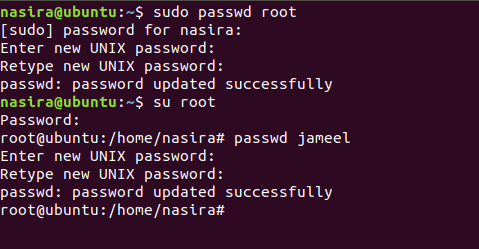 nasira@ubuntu:~$ sudo passwd root
[sudo] password for nasira:
Enter new UNIX password:
Retype new UNIX password:
passwd: password updated successfully
nasira@ubuntu:~$ su root
Password:
root@ubuntu:/home/nasira# passwd jameel
Enter new UNIX password:
Retype new UNIX password:
passwd: password updated successfully
root@ubuntu:/home/nasira#